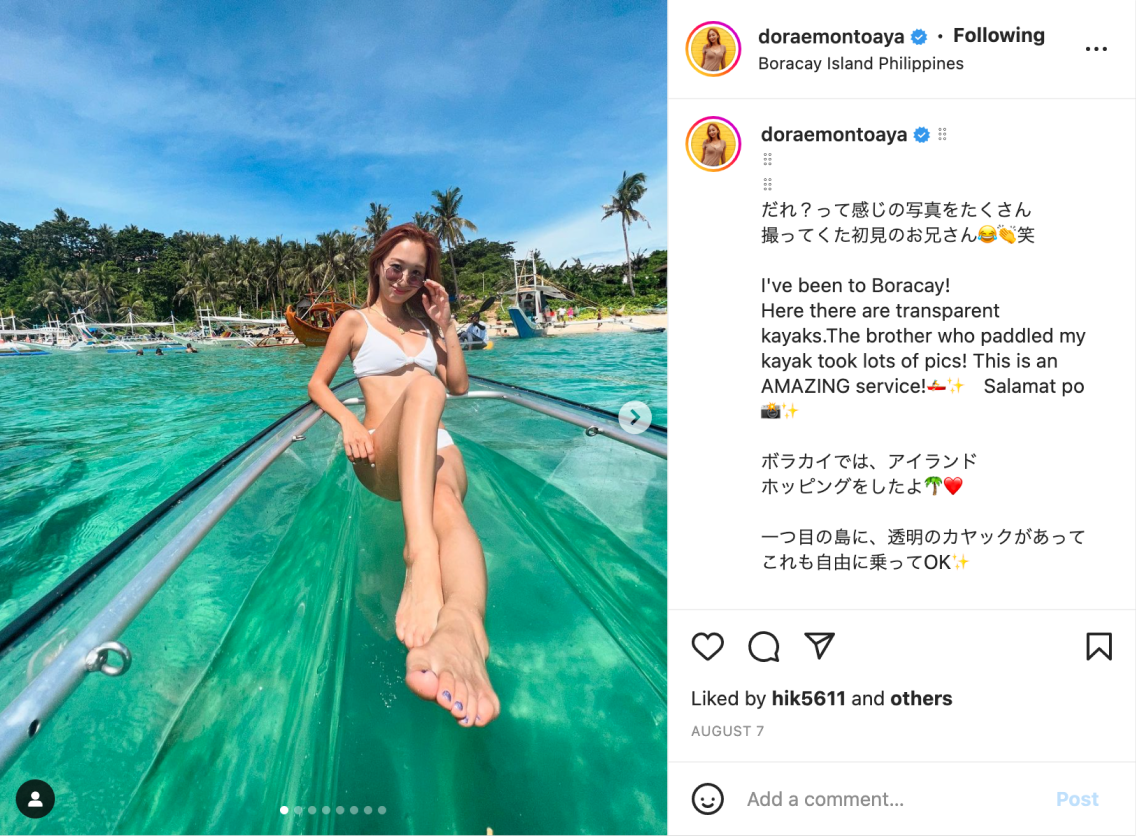 doraemontoaya • Following
Boracay Island Philippines
doraemontoaya ⠿
⠿
⠿
だれ？って感じの写真をたくさん
撮ってくた初見のお兄さん😂👏笑
I've been to Boracay!
Here there are transparent
kayaks.The brother who paddled my
kayak took lots of pics! This is an
AMAZING service!🚣✨　Salamat po
📸✨
ボラカイでは、アイランド
ホッピングをしたよ🌴❤️
一つ目の島に、透明のカヤックがあって
これも自由に乗ってOK✨
Liked by hik5611 and others
AUGUST 7
Add a comment...
Post